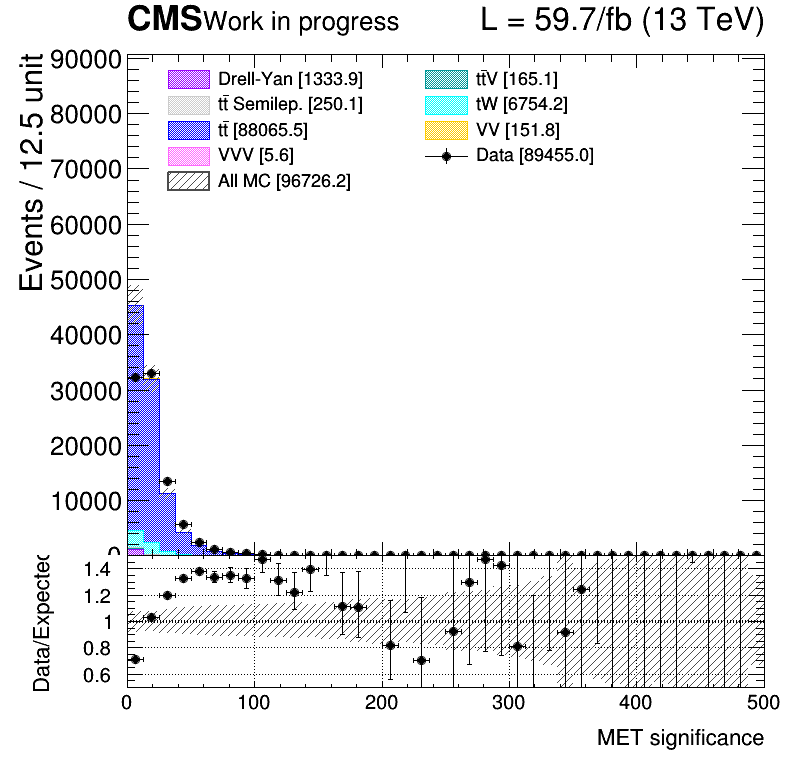 CMS Work in progress L = 59.7/fb (13 TeV)
Events / 12.5 unit
90000
80000
70000
60000
50000
40000
30000
20000
10000
0
Drell-Yan [1333.9]
tt̄ Semilep. [250.1]
tt̄ [88065.5]
VVV [5.6]
All MC [96726.2]
tt̄V [165.1]
tW [6754.2]
VV [151.8]
Data [89455.0]
Data/Expected
1.4
1.2
1
0.8
0.6
0 100 200 300 400 500
MET significance